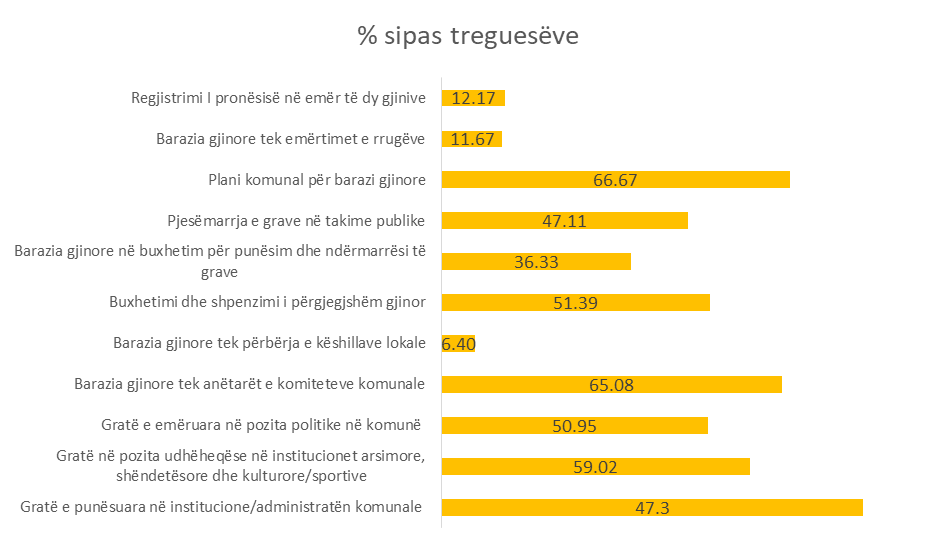 % sipas treguesëve
Regjistrimi I pronësisë në emër të dy gjinive 12.17
Barazia gjinore tek emërtimet e rrugëve 11.67
Plani komunal për barazi gjinore 66.67
Pjesëmarrja e grave në takime publike 47.11
Barazia gjinore në buxhetim për punësim dhe ndërmarrësi të
grave 36.33
Buxhetimi dhe shpenzimi i përgjegjshëm gjinor 51.39
Barazia gjinore tek përbërja e këshillave lokale 6.40
Barazia gjinore tek anëtarët e komiteteve komunale 65.08
Gratë e emëruara në pozita politike në komunë 50.95
Gratë në pozita udhëheqëse në institucionet arsimore,
shëndetësore dhe kulturore/sportive 59.02
Gratë e punësuara në institucione/administratën komunale 47.3